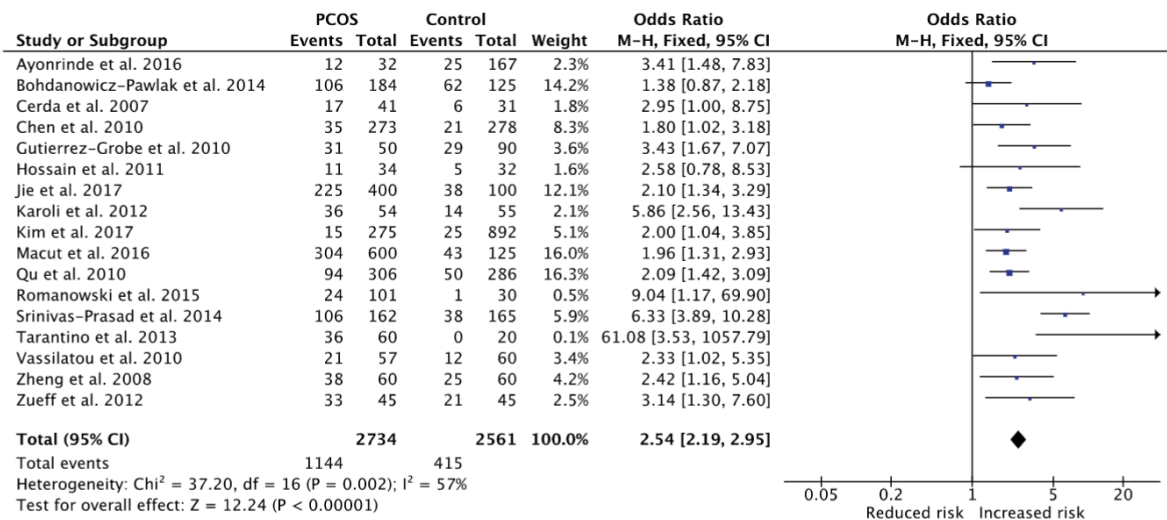 PCOS Control Odds Ratio Odds Ratio
Study or Subgroup Events Total Events Total Weight M-H, Fixed, 95% CI M-H, Fixed, 95% CI
Ayonrinde et al. 2016 12 32 25 167 2.3% 3.41 [1.48, 7.83]
Bohdanowicz-Pawlak et al. 2014 106 184 62 125 14.2% 1.38 [0.87, 2.18]
Cerda et al. 2007 17 41 6 31 1.8% 2.95 [1.00, 8.75]
Chen et al. 2010 35 273 21 278 8.3% 1.80 [1.02, 3.18]
Gutierrez-Grobe et al. 2010 31 50 29 90 3.6% 3.43 [1.67, 7.07]
Hossain et al. 2011 11 34 5 32 1.6% 2.58 [0.78, 8.53]
Jie et al. 2017 225 400 38 100 12.1% 2.10 [1.34, 3.29]
Karoli et al. 2012 36 54 14 55 2.1% 5.86 [2.56, 13.43]
Kim et al. 2017 15 275 25 892 5.1% 2.00 [1.04, 3.85]
Macut et al. 2016 304 600 43 125 16.0% 1.96 [1.31, 2.93]
Qu et al. 2010 94 306 50 286 16.3% 2.09 [1.42, 3.09]
Romanowski et al. 2015 24 101 1 30 0.5% 9.04 [1.17, 69.90]
Srinivas-Prasad et al. 2014 106 162 38 165 5.9% 6.33 [3.89, 10.28]
Tarantino et al. 2013 36 60 0 20 0.1% 61.08 [3.53, 1057.79]
Vassilatou et al. 2010 21 57 12 60 3.4% 2.33 [1.02, 5.35]
Zheng et al. 2008 38 60 25 60 4.2% 2.42 [1.16, 5.04]
Zueff et al. 2012 33 45 21 45 2.5% 3.14 [1.30, 7.60]
Total (95% CI) 2734 2561 100.0% 2.54 [2.19, 2.95]
Total events 1144 415
Heterogeneity: Chi² = 37.20, df = 16 (P = 0.002); I² = 57%
Test for overall effect: Z = 12.24 (P < 0.00001)
0.05 0.2 1 5 20
Reduced risk Increased risk